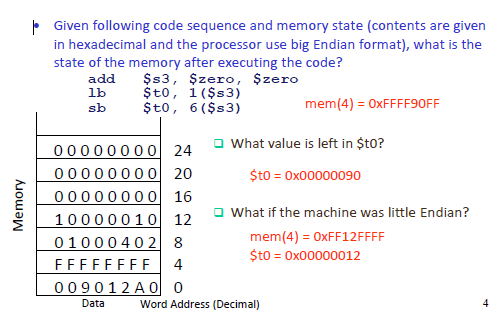 • Given following code sequence and memory state (contents are given
in hexadecimal and the processor use big Endian format), what is the
state of the memory after executing the code?
add $s3, $zero, $zero
lb $t0, 1($s3)
sb $t0, 6($s3)
mem(4) = 0xFFFF90FF
Memory
00000000 24
00000000 20
00000000 16
10000010 12
01000402 8
FFFFFFFF 4
009012A0 0
Data Word Address (Decimal)
What value is left in $t0?
$t0 = 0x00000090
What if the machine was little Endian?
mem(4) = 0xFF12FFFF
$t0 = 0x00000012
4